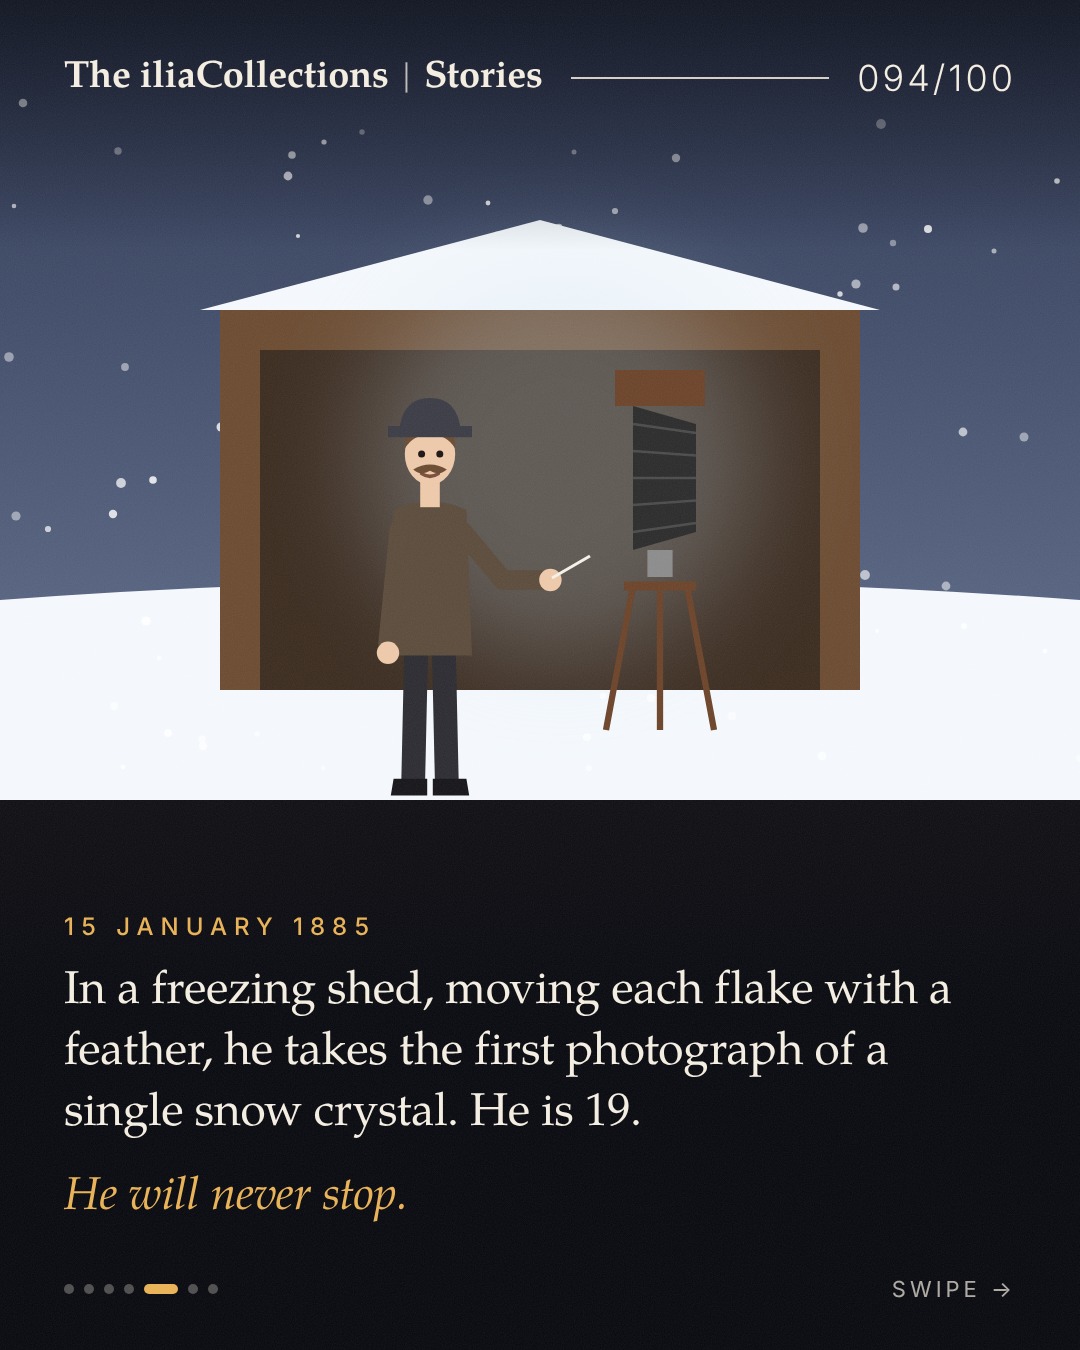 The iliaCollections | Stories 094/100
15 JANUARY 1885
In a freezing shed, moving each flake with a
feather, he takes the first photograph of a
single snow crystal. He is 19.
He will never stop.
SWIPE →